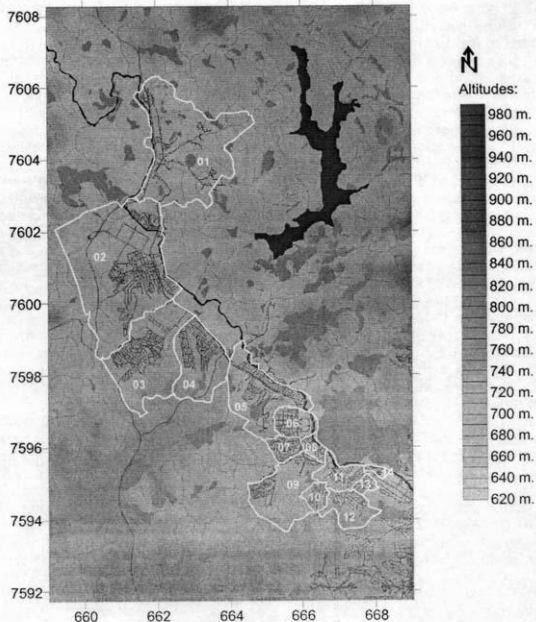 7608
7606
7604
7602
7600
7598
7596
7594
7592
660
662
664
666
668
01
02
03
04
05
06
07
08
09
10
11
12
13
14
N
Altitudes:
980 m.
960 m.
940 m.
920 m.
900 m.
880 m.
860 m.
840 m.
820 m.
800 m.
780 m.
760 m.
740 m.
720 m.
700 m.
680 m.
660 m.
640 m.
620 m.